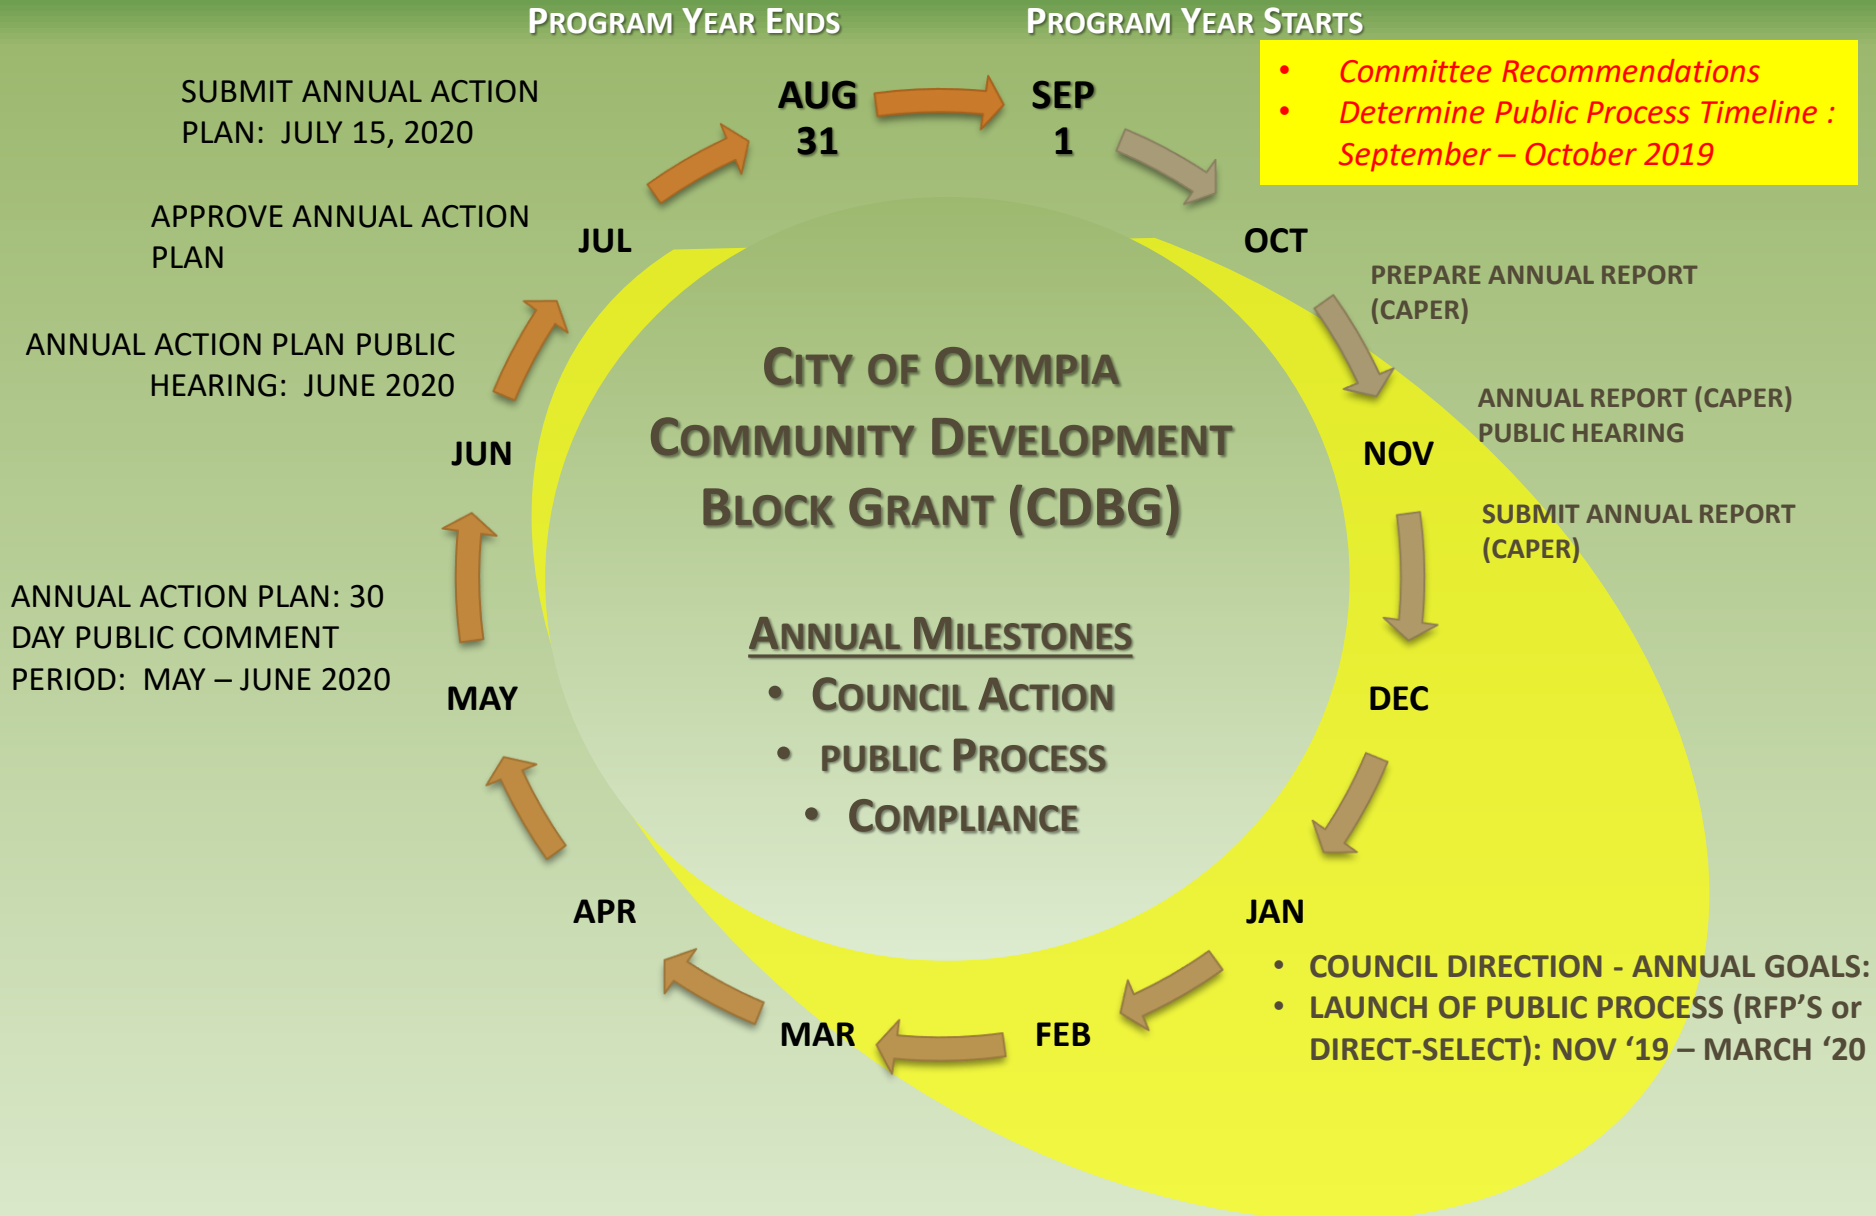 PROGRAM YEAR ENDS
PROGRAM YEAR STARTS
• Committee Recommendations
• Determine Public Process Timeline :
September – October 2019
AUG
31
SEP
1
OCT
PREPARE ANNUAL REPORT
(CAPER)
ANNUAL REPORT (CAPER)
PUBLIC HEARING
NOV
SUBMIT ANNUAL REPORT
(CAPER)
DEC
JAN
• COUNCIL DIRECTION - ANNUAL GOALS:
• LAUNCH OF PUBLIC PROCESS (RFP'S or
DIRECT-SELECT): NOV ‘19 – MARCH ‘20
FEB
MAR
APR
MAY
ANNUAL ACTION PLAN: 30
DAY PUBLIC COMMENT
PERIOD: MAY – JUNE 2020
JUN
ANNUAL ACTION PLAN PUBLIC
HEARING: JUNE 2020
JUL
APPROVE ANNUAL ACTION
PLAN
SUBMIT ANNUAL ACTION
PLAN: JULY 15, 2020
CITY OF OLYMPIA
COMMUNITY DEVELOPMENT
BLOCK GRANT (CDBG)
ANNUAL MILESTONES
• COUNCIL ACTION
• PUBLIC PROCESS
• COMPLIANCE